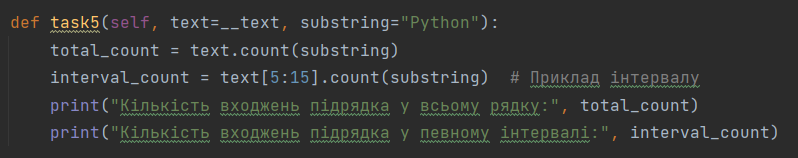 def task5(self, text=__text, substring="Python"):
    total_count = text.count(substring)
    interval_count = text[5:15].count(substring)  # Приклад інтервалу
    print("Кількість входжень підрядка у всьому рядку:", total_count)
    print("Кількість входжень підрядка у певному інтервалі:", interval_count)